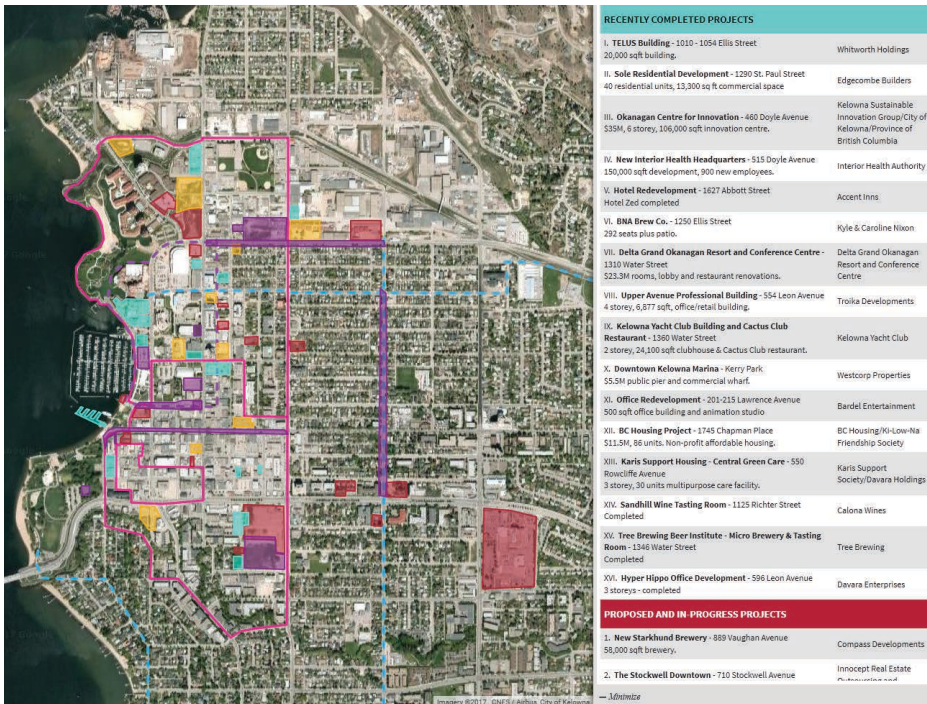 RECENTLY COMPLETED PROJECTS
I. TELUS Building - 1010 - 1054 Ellis Street
20,000 sqft building.
Whitworth Holdings
II. Sole Residential Development - 1290 St. Paul Street
40 residential units, 13,300 sq ft commercial space
Edgecombe Builders
III. Okanagan Centre for Innovation - 460 Doyle Avenue
$35M, 6 storey, 106,000 sqft innovation centre.
Kelowna Sustainable
Innovation Group/City of
Kelowna/Province of
British Columbia
IV. New Interior Health Headquarters - 515 Doyle Avenue
150,000 sqft development, 900 new employees.
Interior Health Authority
V. Hotel Redevelopment - 1627 Abbott Street
Hotel Zed completed
Accent Inns
VI. BNA Brew Co. - 1250 Ellis Street
292 seats plus patio.
Kyle & Caroline Nixon
VII. Delta Grand Okanagan Resort and Conference Centre -
1310 Water Street
$23.3M rooms, lobby and restaurant renovations.
Delta Grand Okanagan
Resort and Conference
Centre
VIII. Upper Avenue Professional Building - 554 Leon Avenue
4 storey, 6,877 sqft, office/retail building.
Troika Developments
IX. Kelowna Yacht Club Building and Cactus Club
Restaurant - 1360 Water Street
2 storey, 24,100 sqft clubhouse & Cactus Club restaurant.
Kelowna Yacht Club
X. Downtown Kelowna Marina - Kerry Park
$5.5M public pier and commercial wharf.
Westcorp Properties
XI. Office Redevelopment - 201-215 Lawrence Avenue
500 sqft office building and animation studio
Bardel Entertainment
XII. BC Housing Project - 1745 Chapman Place
$11.5M, 86 units. Non-profit affordable housing.
BC Housing/Ki-Low-Na
Friendship Society
XIII. Karis Support Housing - Central Green Care - 550
Rowcliffe Avenue
3 storey, 30 units multipurpose care facility.
Karis Support
Society/Davara Holdings
XIV. Sandhill Wine Tasting Room - 1125 Richter Street
Completed
Calona Wines
XV. Tree Brewing Beer Institute - Micro Brewery & Tasting
Room - 1346 Water Street
Completed
Tree Brewing
XVI. Hyper Hippo Office Development - 596 Leon Avenue
3 storeys - completed
Davara Enterprises
PROPOSED AND IN-PROGRESS PROJECTS
1. New Starkhund Brewery - 889 Vaughan Avenue
58,000 sqft brewery.
Compass Developments
2. The Stockwell Downtown - 710 Stockwell Avenue
Innocept Real Estate
Minimize
Imagery ©2017, CNES / Airbus, City of Kelowna